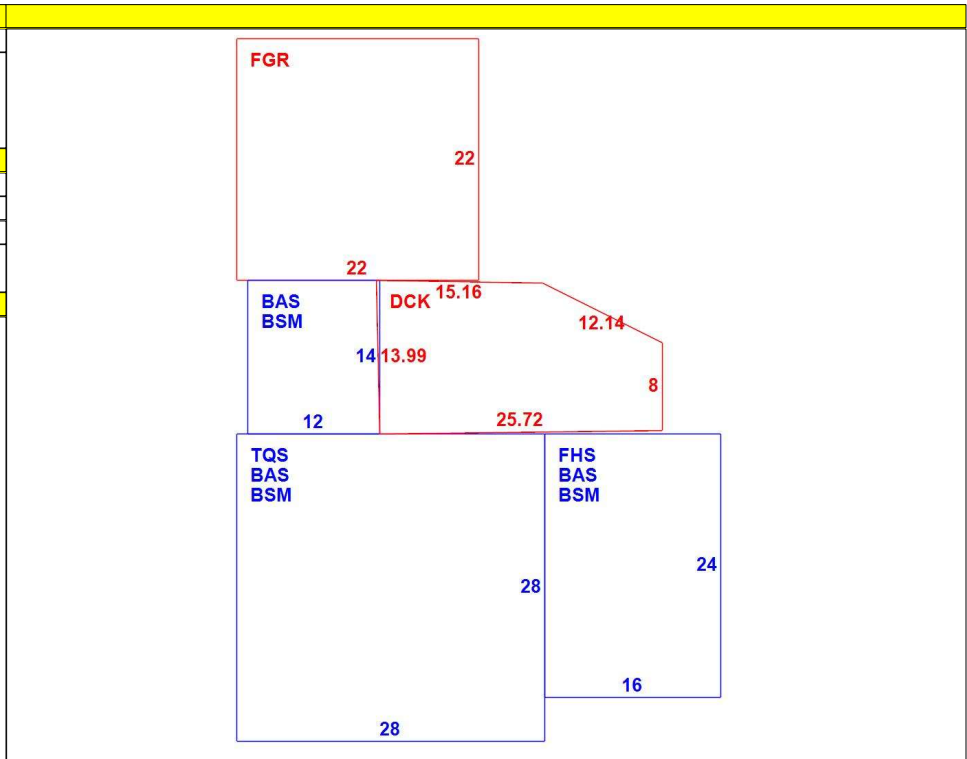 FGR
22
22
15.16
BAS
BSM
DCK
12.14
14
13.99
8
12
25.72
TQS
BAS
BSM
FHS
BAS
BSM
24
28
16
28